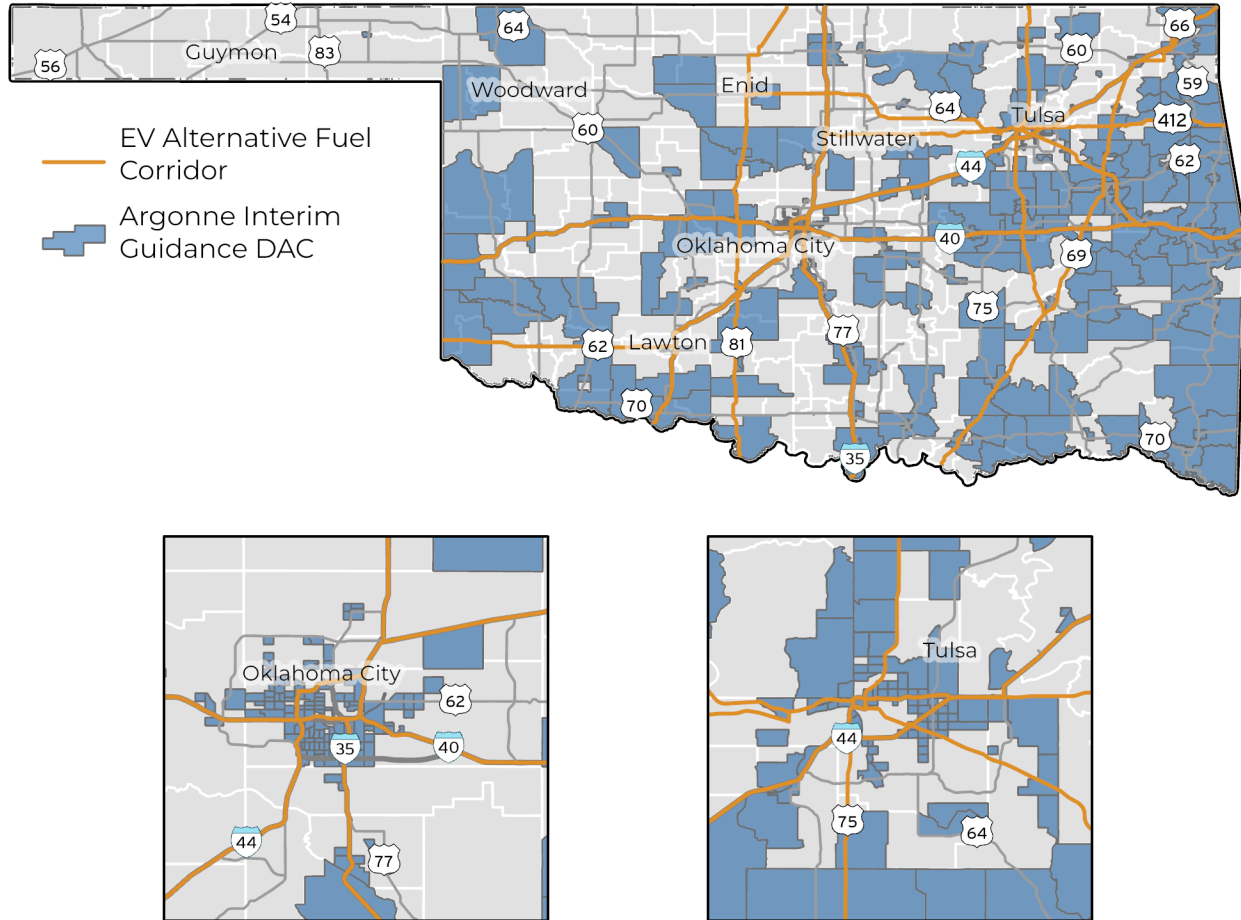 54
64
66
Guymon
83
60
56
59
Woodward
Enid
64
Tulsa
412
EV Alternative Fuel
Corridor
60
Stillwater
62
44
Argonne Interim
Guidance DAC
Oklahoma City
40
69
75
62
Lawton
81
77
70
70
35
Oklahoma City
62
35
40
44
77
Tulsa
44
75
64